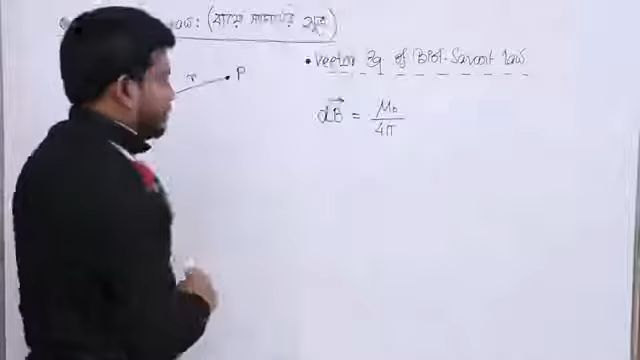 (বায়ো সাভার্টের সূত্র)
• Vector Eq of Biot-Savart law
r P
dB⃗ = μ₀/4π